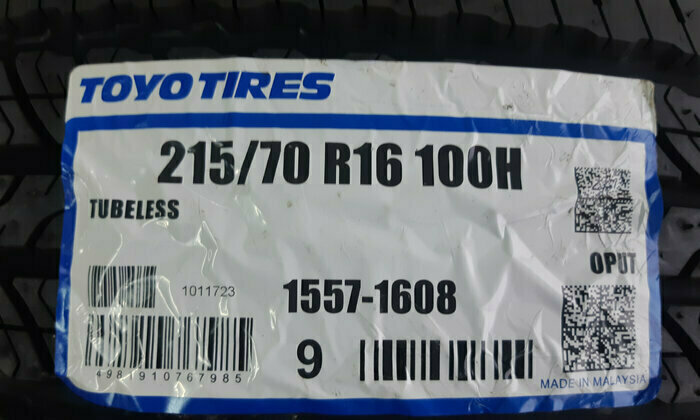 TOYO TIRES
215/70 R16 100H
TUBELESS
OPUT
1011723
1557-1608
9
4981910767985
MADE IN MALAYSIA